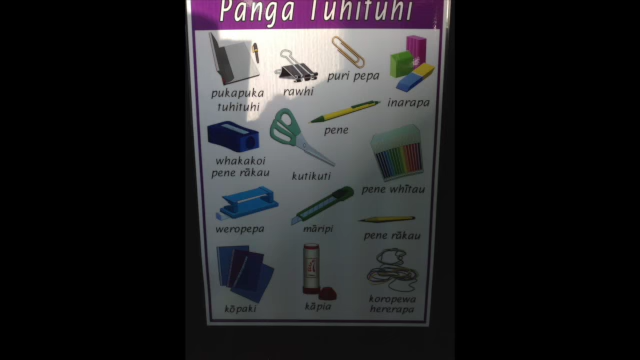 Panga Tuhituhi
pukapuka
tuhituhi
rawhi
puri pepa
inarapa
whakakoi
pene rākau
kutikuti
pene
pene whītau
weropepa
māripi
pene rākau
kōpaki
kāpia
koropewa
hererapa